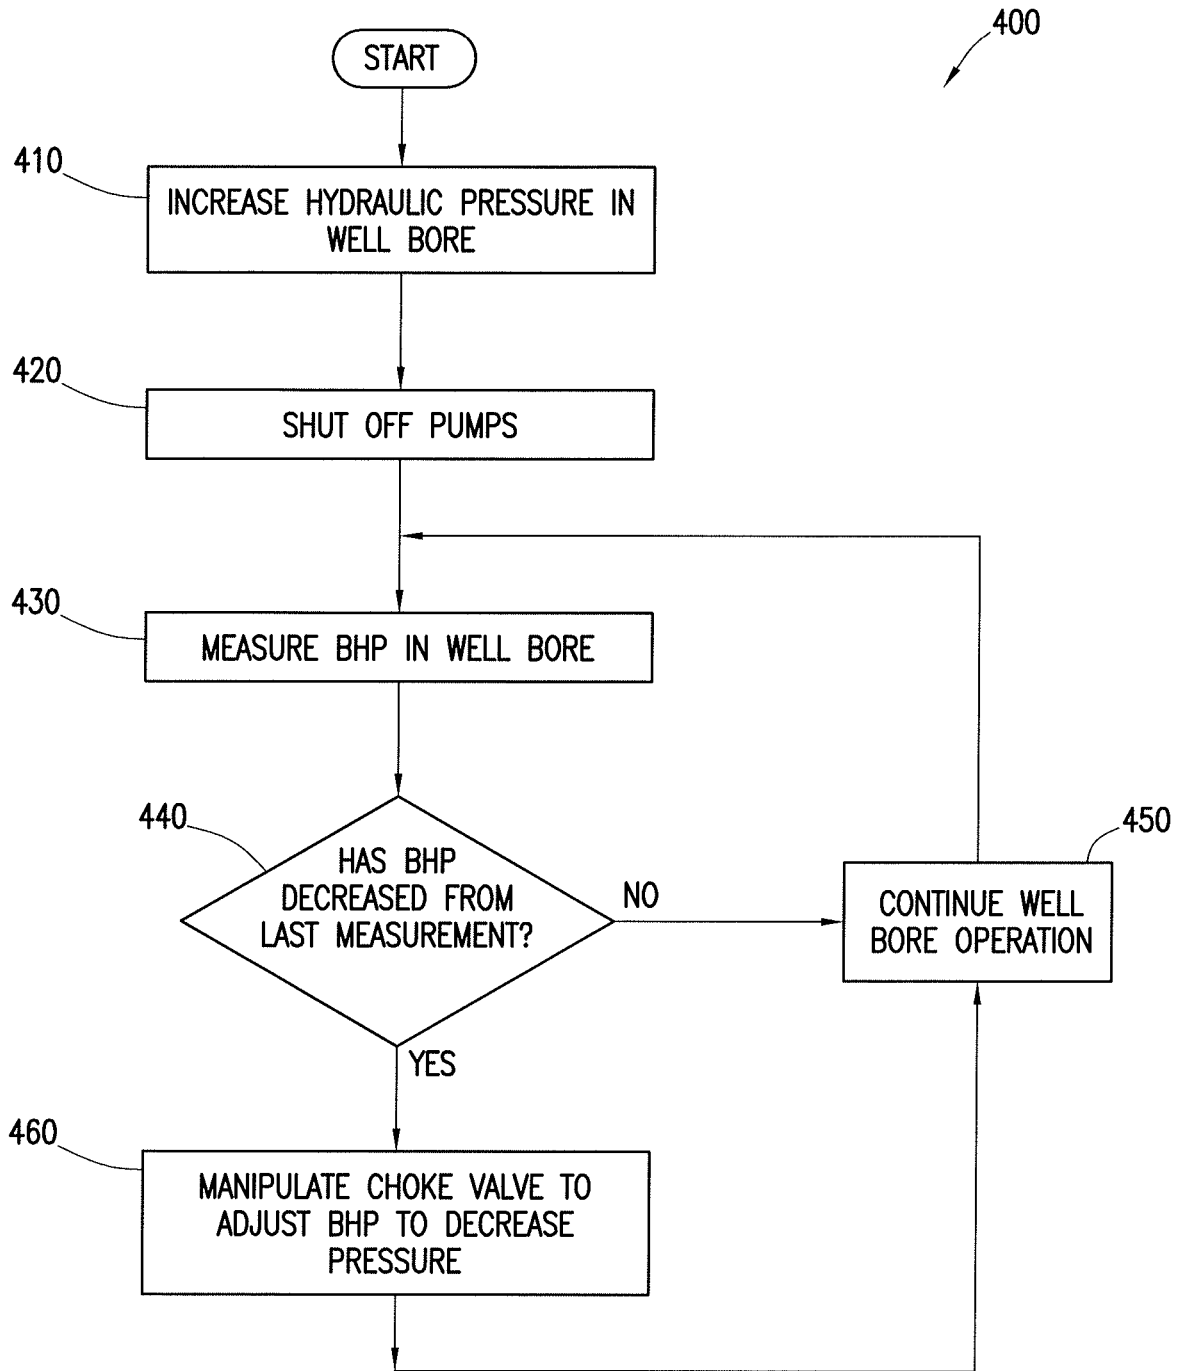 400
START
410
INCREASE HYDRAULIC PRESSURE IN
WELL BORE
420
SHUT OFF PUMPS
430
MEASURE BHP IN WELL BORE
440
HAS BHP
DECREASED FROM
LAST MEASUREMENT?
NO
450
CONTINUE WELL
BORE OPERATION
YES
460
MANIPULATE CHOKE VALVE TO
ADJUST BHP TO DECREASE
PRESSURE